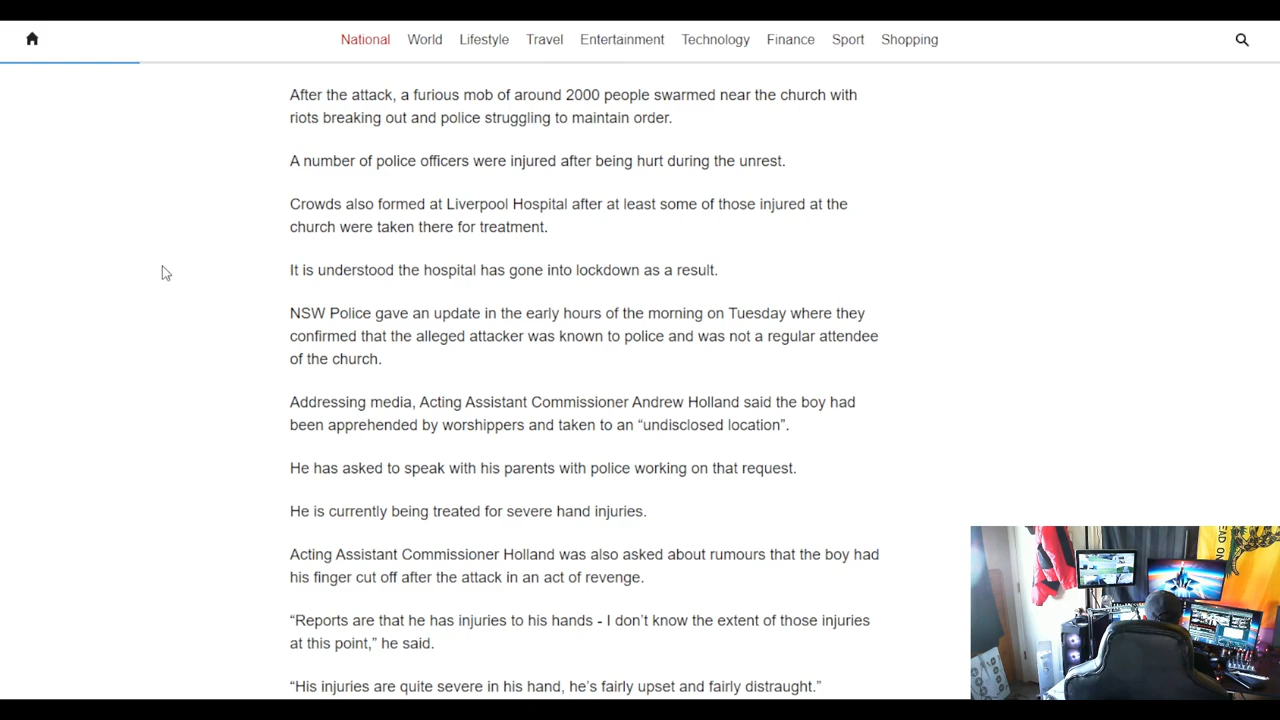 National World Lifestyle Travel Entertainment Technology Finance Sport Shopping
After the attack, a furious mob of around 2000 people swarmed near the church with
riots breaking out and police struggling to maintain order.
A number of police officers were injured after being hurt during the unrest.
Crowds also formed at Liverpool Hospital after at least some of those injured at the
church were taken there for treatment.
It is understood the hospital has gone into lockdown as a result.
NSW Police gave an update in the early hours of the morning on Tuesday where they
confirmed that the alleged attacker was known to police and was not a regular attendee
of the church.
Addressing media, Acting Assistant Commissioner Andrew Holland said the boy had
been apprehended by worshippers and taken to an “undisclosed location”.
He has asked to speak with his parents with police working on that request.
He is currently being treated for severe hand injuries.
Acting Assistant Commissioner Holland was also asked about rumours that the boy had
his finger cut off after the attack in an act of revenge.
“Reports are that he has injuries to his hands - I don’t know the extent of those injuries
at this point,” he said.
“His injuries are quite severe in his hand, he’s fairly upset and fairly distraught.”